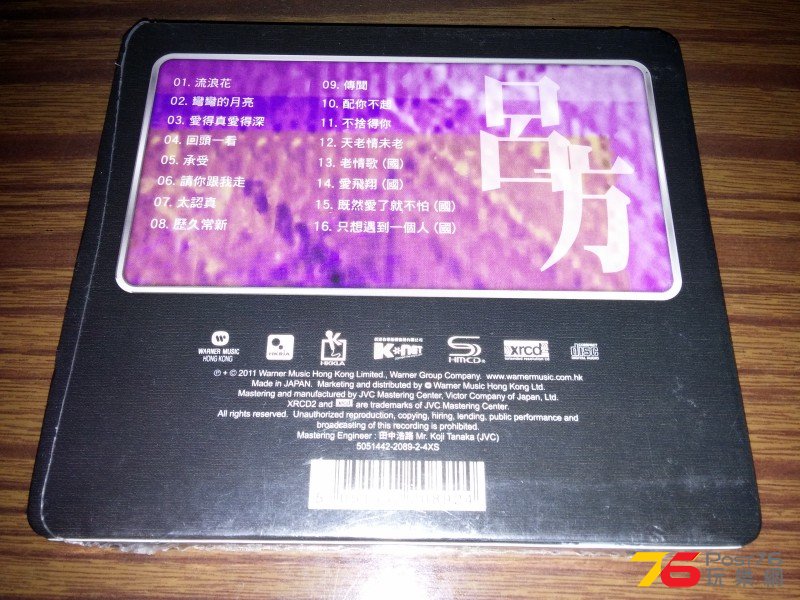 01. 流浪花
02. 彎彎的月亮
03. 愛得真愛得深
04. 回頭一看
05. 承受
06. 請你跟我走
07. 太認真
08. 歷久常新
09. 傳聞
10. 配你不起
11. 不捨得你
12. 天老情未老
13. 老情歌 (國)
14. 愛飛翔 (國)
15. 既然愛了就不怕 (國)
16. 只想遇到一個人 (國)
呂方
WARNER MUSIC
HONG KONG
HMCD
xrcd
disc
℗ + © 2011 Warner Music Hong Kong Limited., Warner Group Company. www.warnermusic.com.hk
Made in JAPAN. Marketing and distributed by Warner Music Hong Kong Ltd.
Mastering and manufactured by JVC Mastering Center, Victor Company of Japan, Ltd.
XRCD2 and are trademarks of JVC Mastering Center.
All rights reserved. Unauthorized reproduction, copying, hiring, lending, public performance and
broadcasting of this recording is prohibited.
Mastering Engineer : 田中浩路 Mr. Koji Tanaka (JVC)
5051442-2089-2-4XS
76 Post76
玩樂網